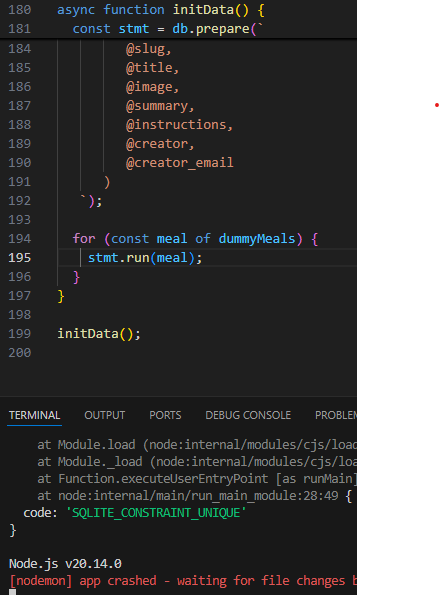 180 async function initData() {
181 const stmt = db.prepare(`
184 @slug,
185 @title,
186 @image,
187 @summary,
188 @instructions,
189 @creator,
190 @creator_email
191 )
192 `);
193
194 for (const meal of dummyMeals) {
195 stmt.run(meal);
196 }
197 }
198
199 initData();
200
TERMINAL OUTPUT PORTS DEBUG CONSOLE PROBLEM
at Module.load (node:internal/modules/cjs/load
at Module._load (node:internal/modules/cjs/loa
at Function.executeUserEntryPoint [as runMain]
at node:internal/main/run_main_module:28:49 {
code: 'SQLITE_CONSTRAINT_UNIQUE'
}
Node.js v20.14.0
[nodemon] app crashed - waiting for file changes b